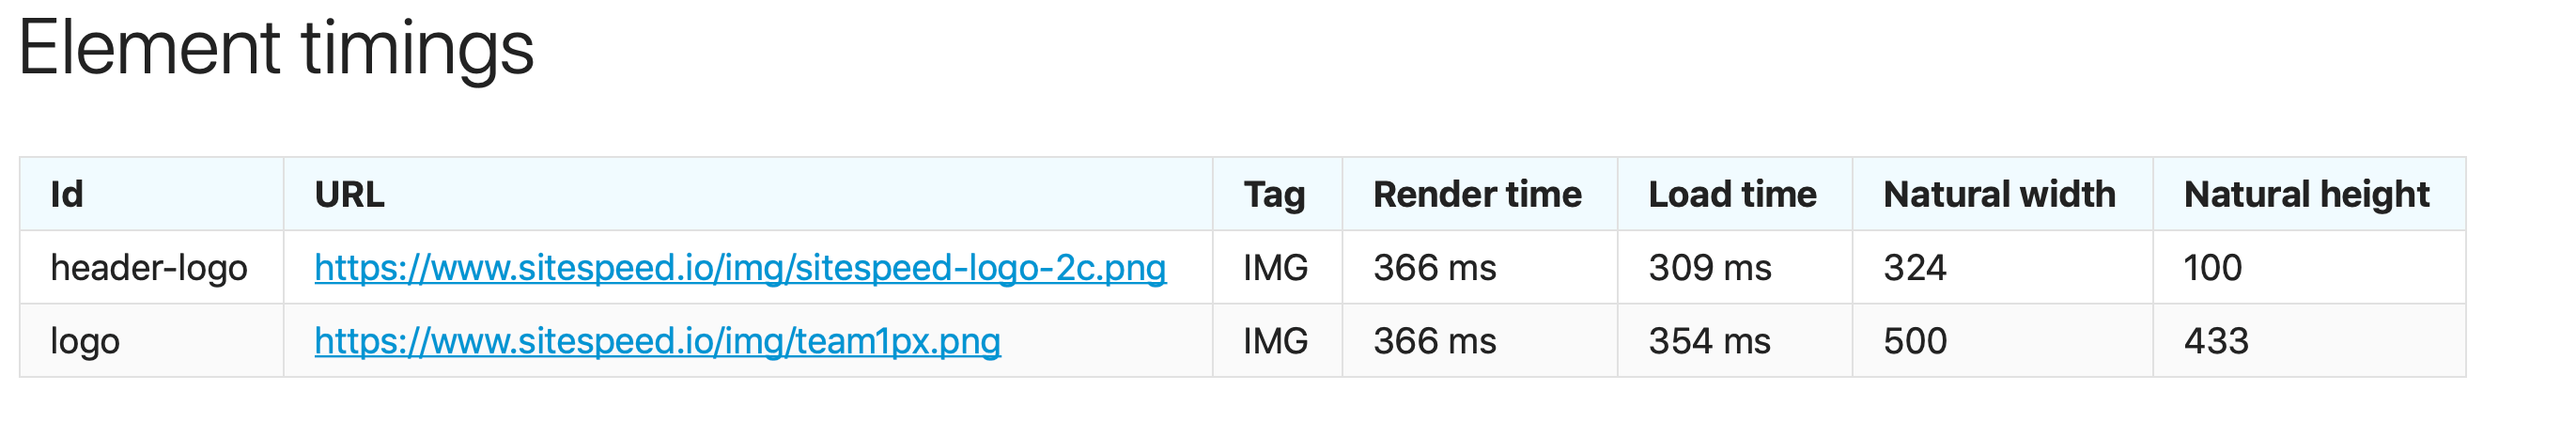 Element timings
Id URL Tag Render time Load time Natural width Natural height
header-logo https://www.sitespeed.io/img/sitespeed-logo-2c.png IMG 366 ms 309 ms 324 100
logo https://www.sitespeed.io/img/team1px.png IMG 366 ms 354 ms 500 433